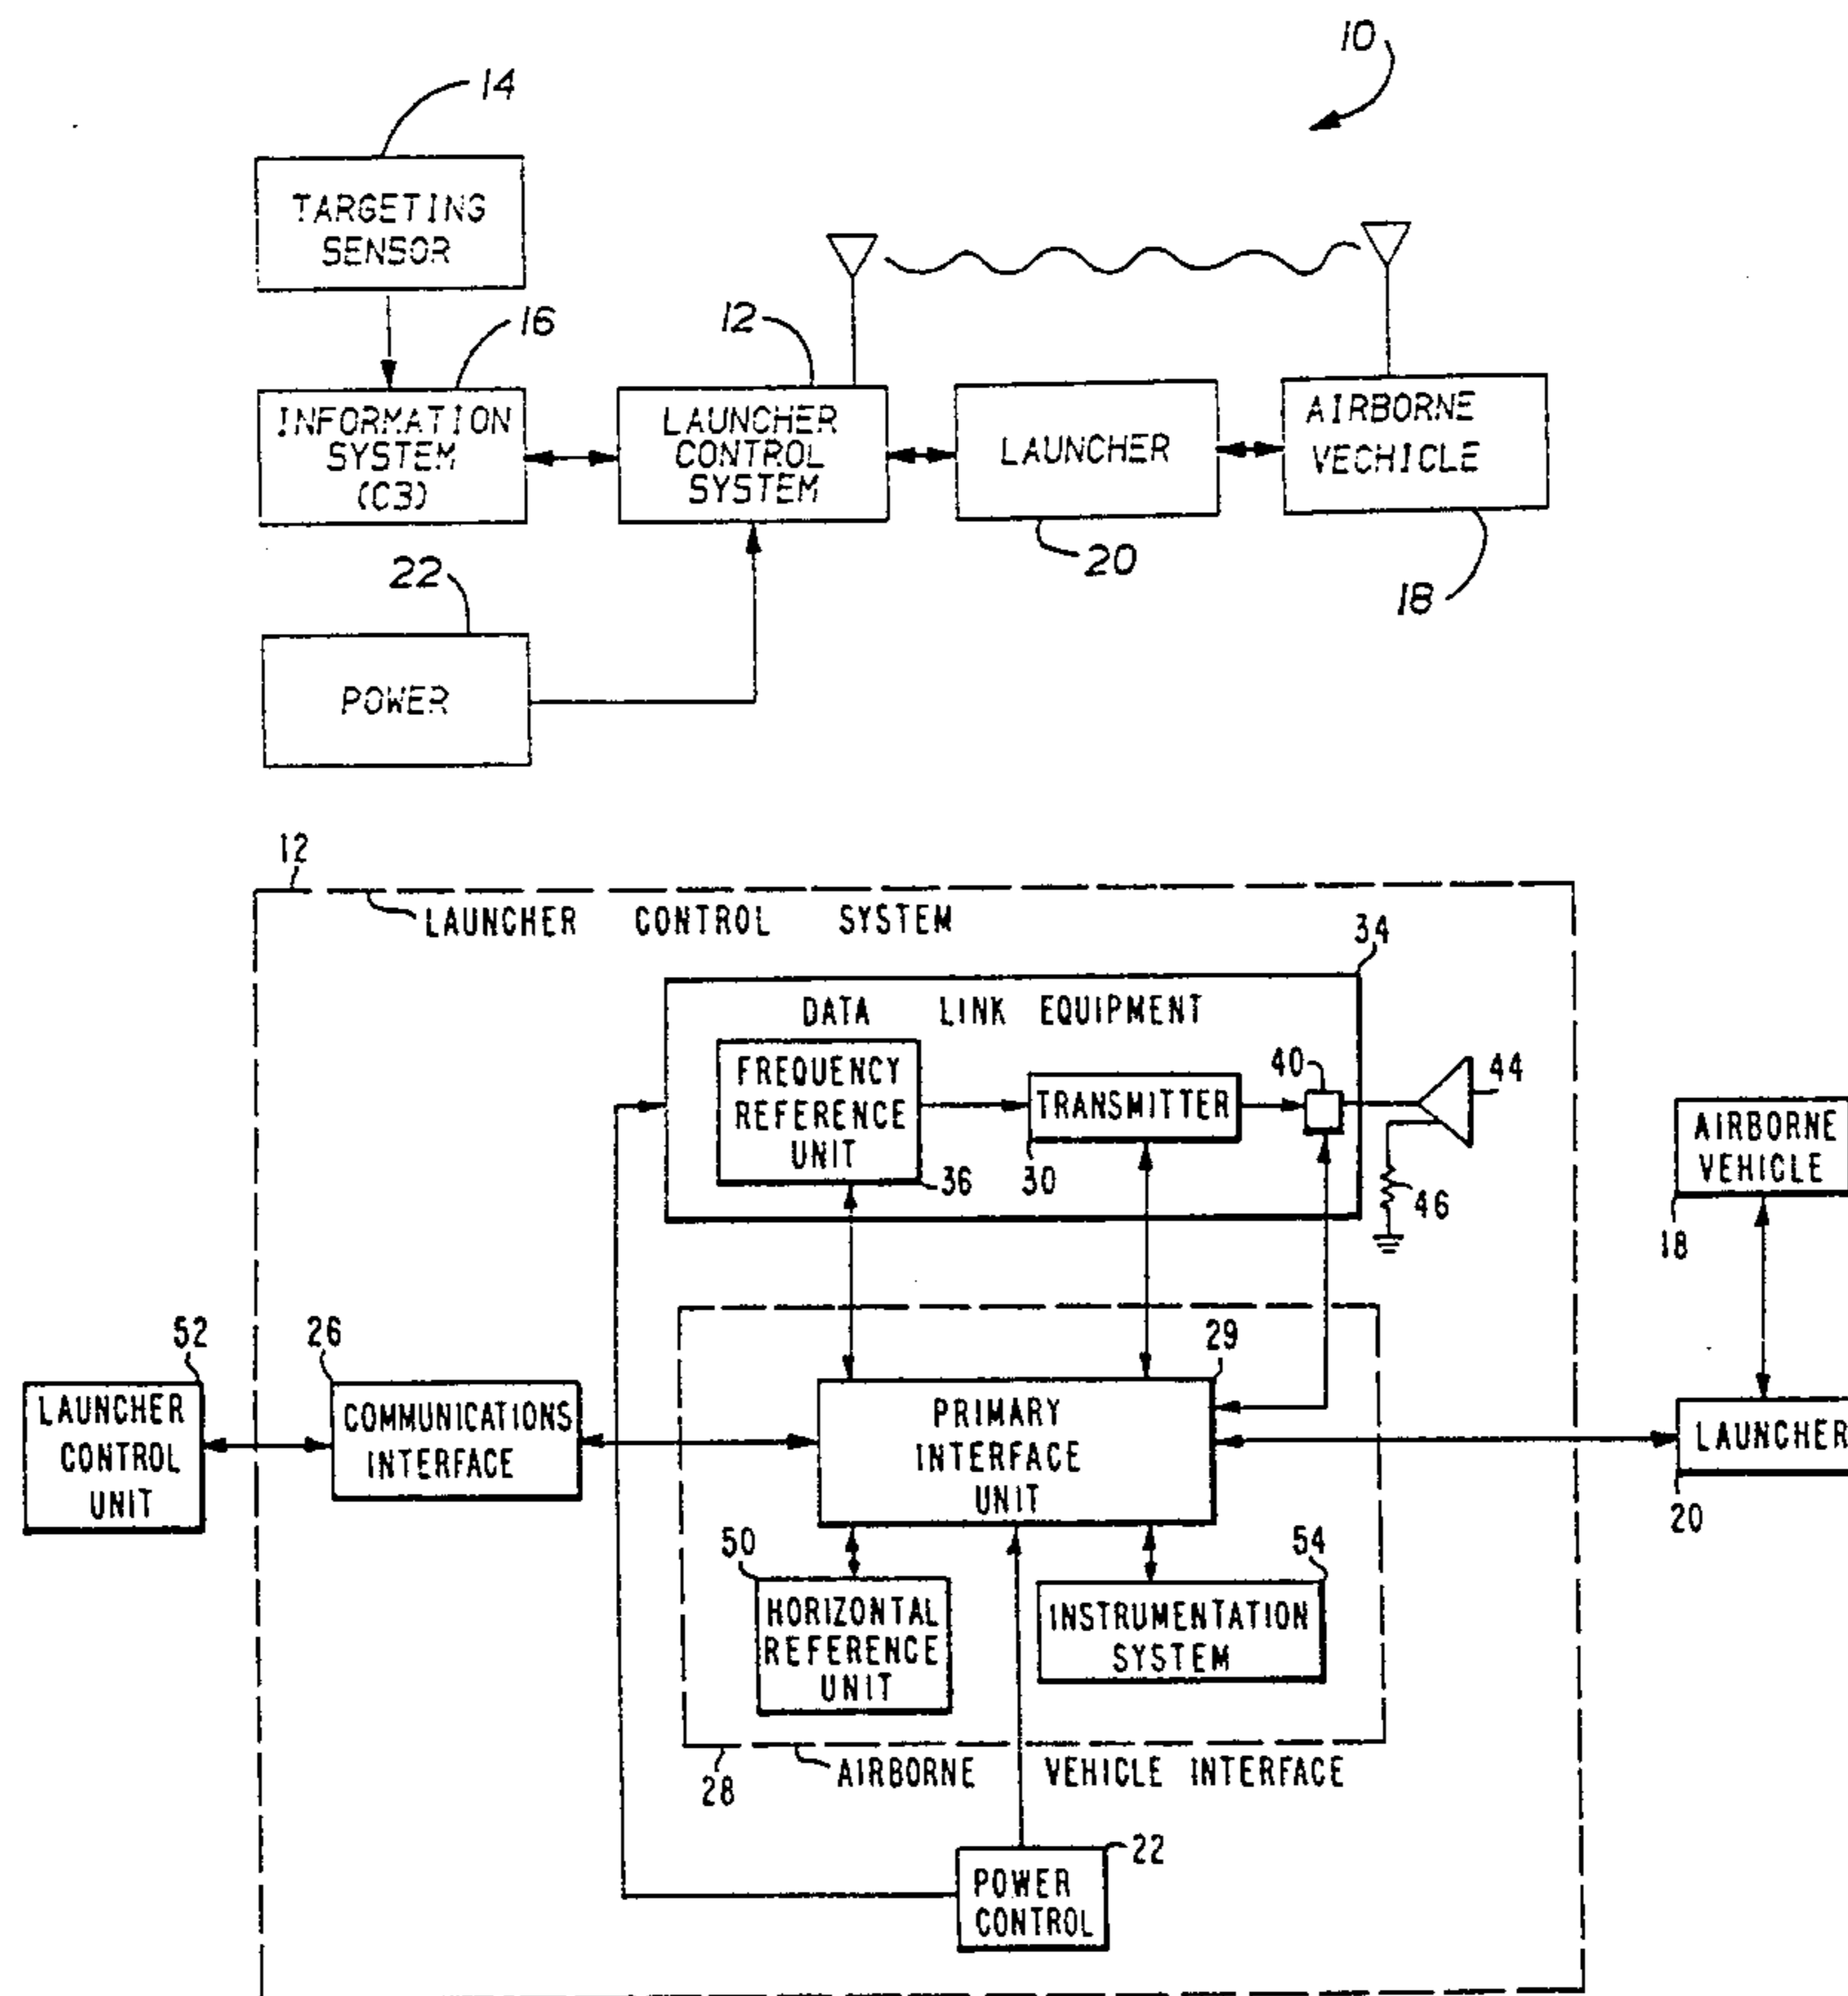 10
14
TARGETING
SENSOR
16
12
INFORMATION
SYSTEM
(C3)
LAUNCHER
CONTROL
SYSTEM
LAUNCHER
AIRBORNE
VECHICLE
20
18
22
POWER
12
LAUNCHER CONTROL SYSTEM
34
DATA LINK EQUIPMENT
FREQUENCY
REFERENCE
UNIT
36
TRANSMITTER
30
40
44
46
AIRBORNE
VEHICLE
18
52
LAUNCHER
CONTROL
UNIT
26
COMMUNICATIONS
INTERFACE
29
PRIMARY
INTERFACE
UNIT
LAUNCHER
20
50
HORIZONTAL
REFERENCE
UNIT
54
INSTRUMENTATION
SYSTEM
28
AIRBORNE VEHICLE INTERFACE
22
POWER
CONTROL